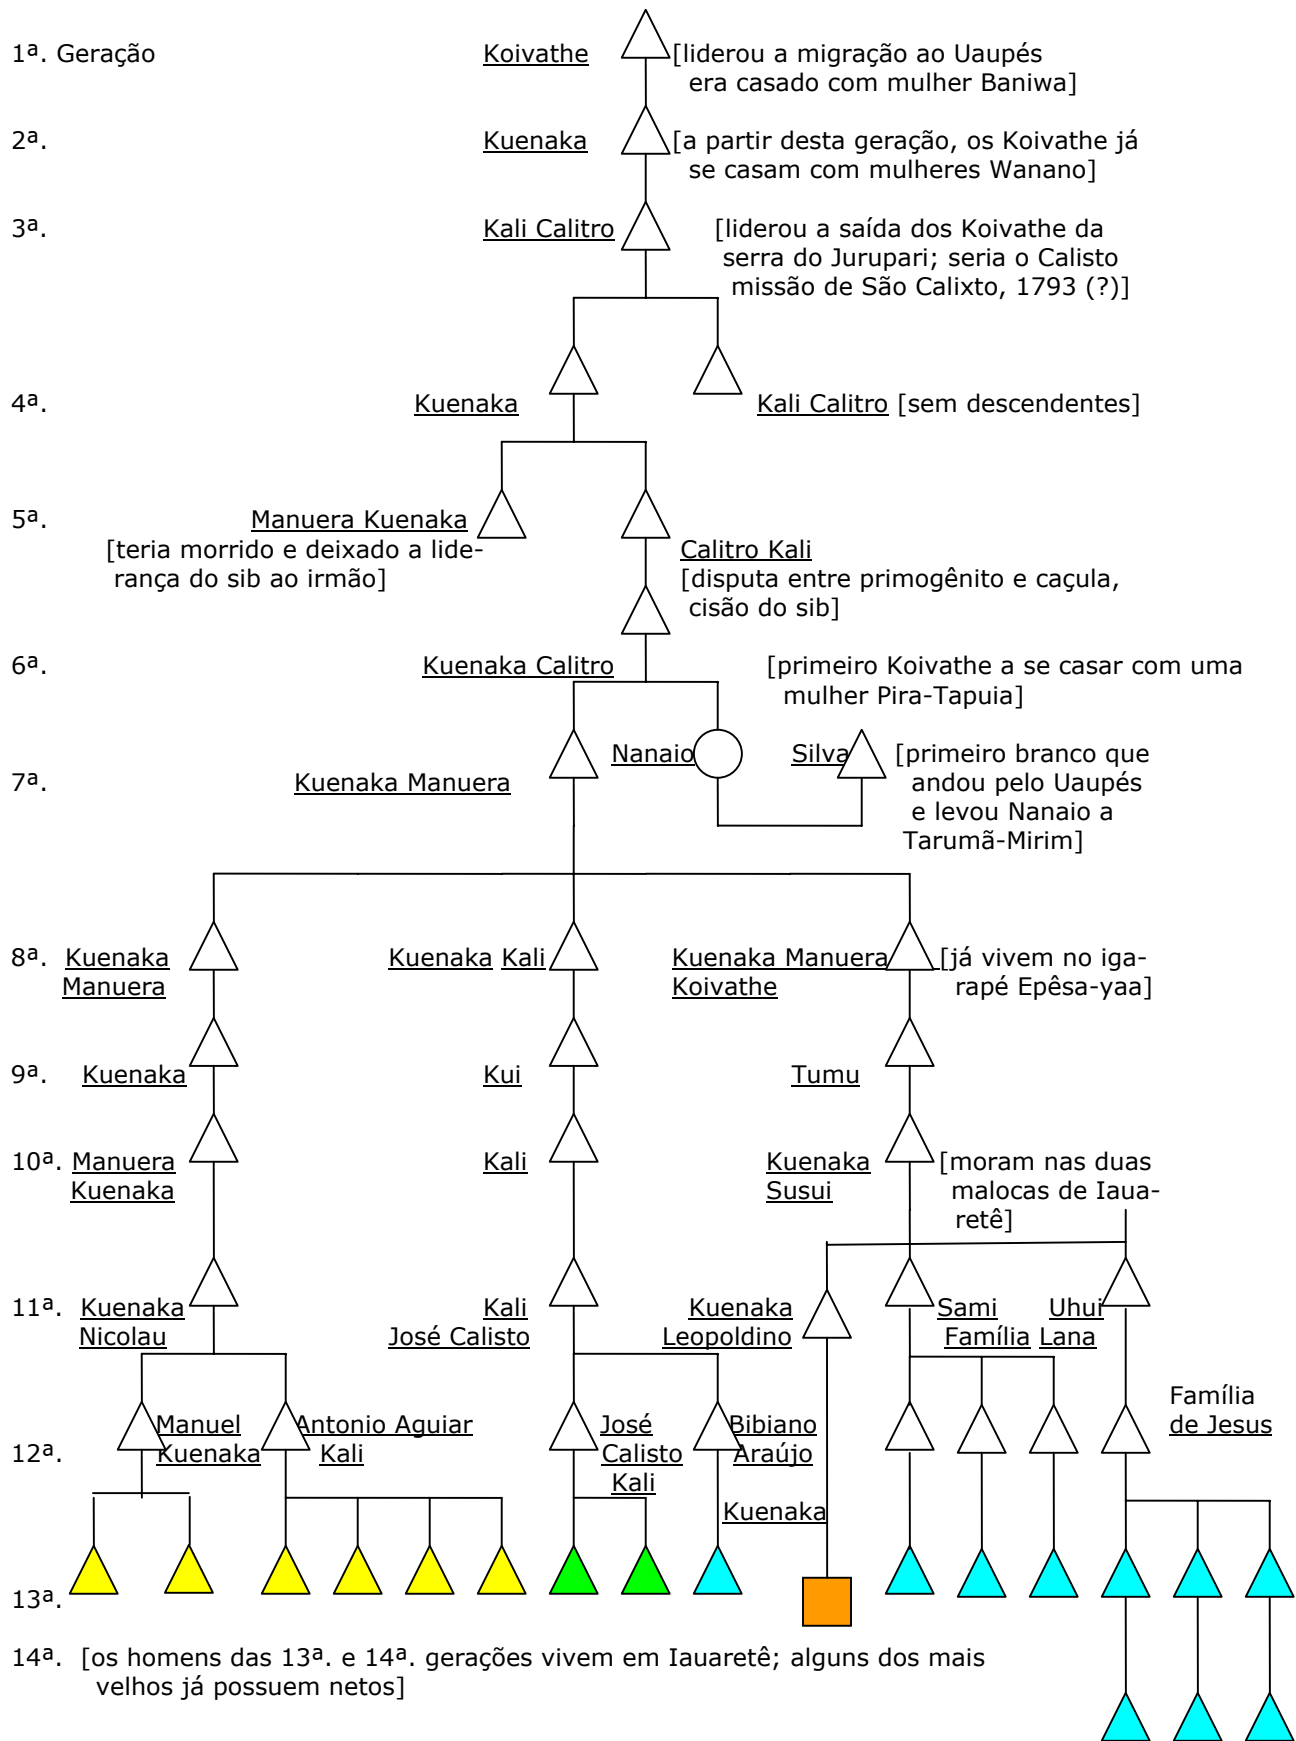 1ª. Geração
Koivathe
[liderou a migração ao Uaupés
era casado com mulher Baniwa]
2ª.
Kuenaka
[a partir desta geração, os Koivathe já
se casam com mulheres Wanano]
3ª.
Kali Calitro
[liderou a saída dos Koivathe da
serra do Jurupari; seria o Calisto
missão de São Calixto, 1793 (?)]
4ª.
Kuenaka
Kali Calitro [sem descendentes]
5ª.
Manuera Kuenaka
[teria morrido e deixado a lide-
rança do sib ao irmão]
Calitro Kali
[disputa entre primogênito e caçula,
cisão do sib]
6ª.
Kuenaka Calitro
[primeiro Koivathe a se casar com uma
mulher Pira-Tapuia]
7ª.
Kuenaka Manuera
Nanaio
Silva
[primeiro branco que
andou pelo Uaupés
e levou Nanaio a
Tarumã-Mirim]
8ª.
Kuenaka
Manuera
Kuenaka Kali
Kuenaka Manuera
Koivathe
[já vivem no iga-
rapé Epêsa-yaa]
9ª.
Kuenaka
Kui
Tumu
10ª.
Manuera
Kuenaka
Kali
Kuenaka
Susui
[moram nas duas
malocas de Iaua-
retê]
11ª.
Kuenaka
Nicolau
Kali
José Calisto
Kuenaka
Leopoldino
Sami
Família
Uhui
Lana
12ª.
Manuel
Kuenaka
Antonio Aguiar
Kali
José
Calisto
Kali
Bibiano
Araújo
Kuenaka
Família
de Jesus
13ª.
14ª.
[os homens das 13ª. e 14ª. gerações vivem em Iauaretê; alguns dos mais
velhos já possuem netos]